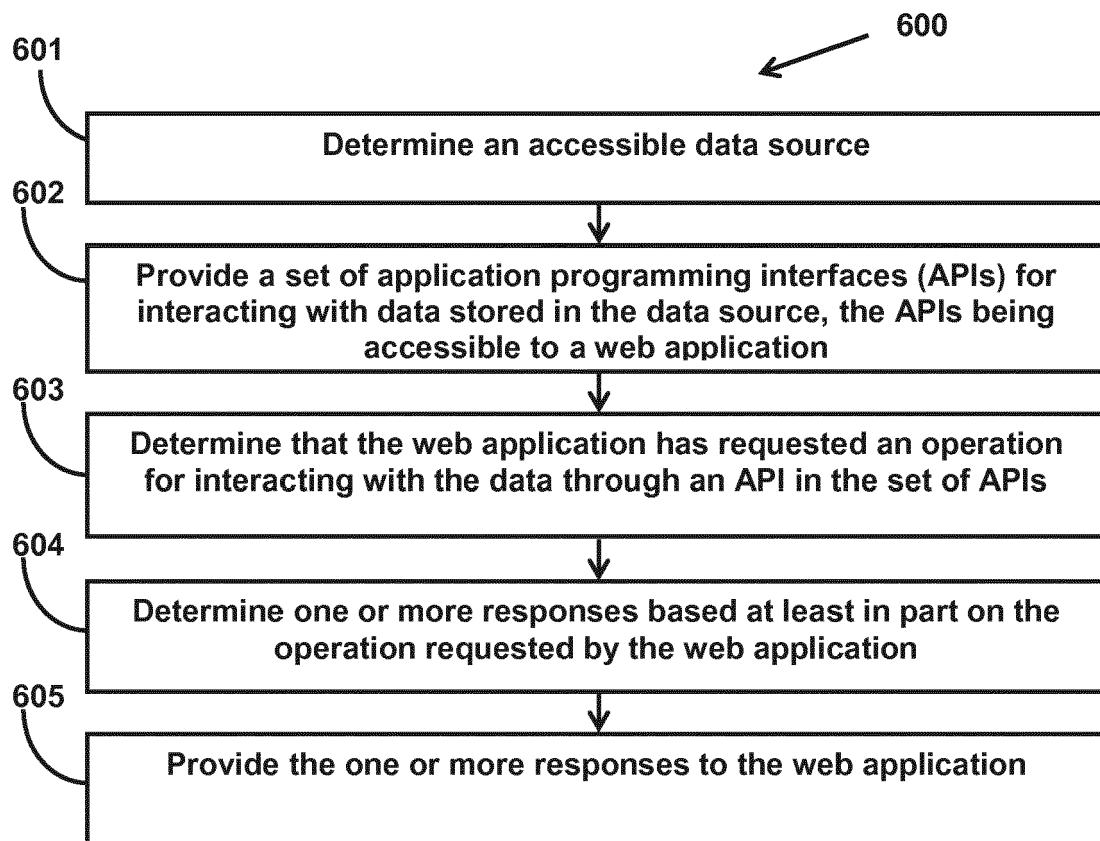 600
601
Determine an accessible data source
602
Provide a set of application programming interfaces (APIs) for
interacting with data stored in the data source, the APIs being
accessible to a web application
603
Determine that the web application has requested an operation
for interacting with the data through an API in the set of APIs
604
Determine one or more responses based at least in part on the
operation requested by the web application
605
Provide the one or more responses to the web application